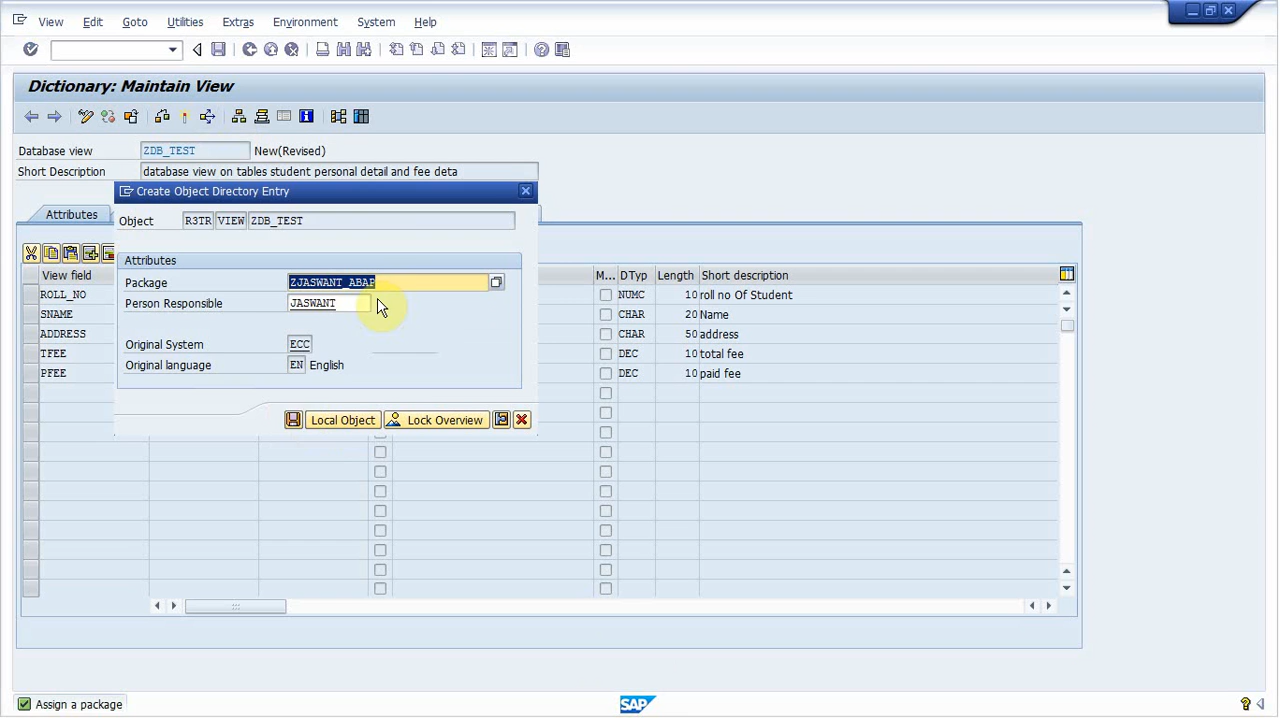 View Edit Goto Utilities Extras Environment System Help
Dictionary: Maintain View
Database view ZDB_TEST New(Revised)
Short Description database view on tables student personal detail and fee deta
Create Object Directory Entry
Attributes
Object R3TR VIEW ZDB_TEST
Attributes
Package ZJASWANT_ABAP
Person Responsible JASWANT
Original System ECC
Original language EN English
Local Object Lock Overview
View field M... DTyp Length Short description
ROLL_NO NUMC 10 roll no Of Student
SNAME CHAR 20 Name
ADDRESS CHAR 50 address
TFEE DEC 10 total fee
PFEE DEC 10 paid fee
Assign a package
SAP